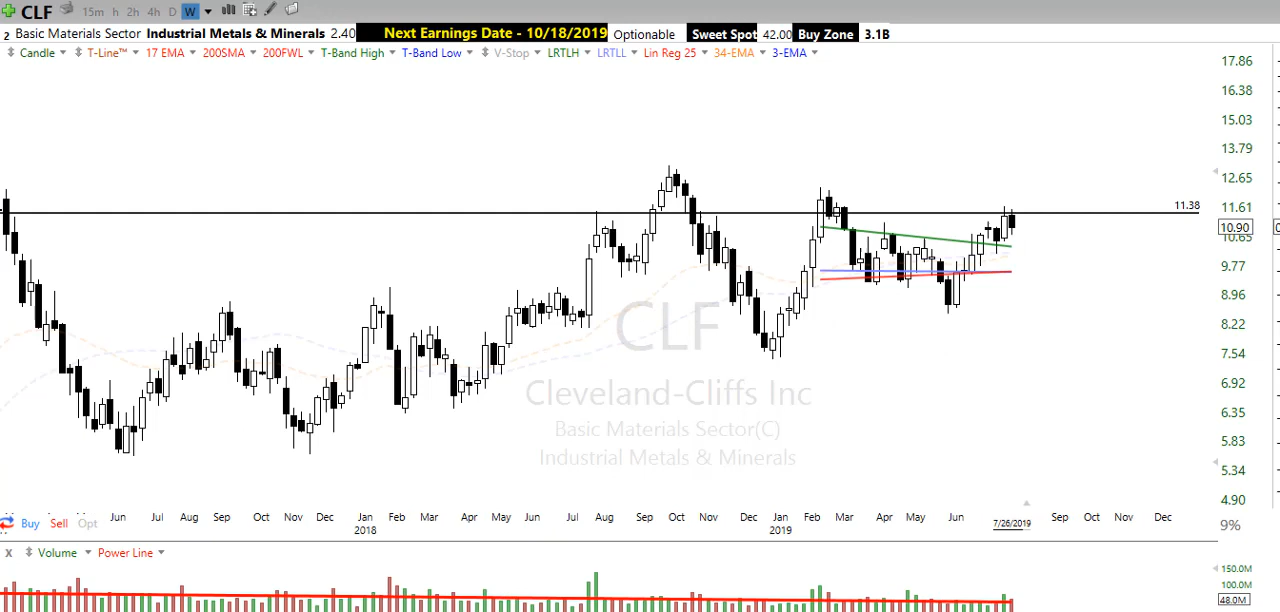 CLF 15m h 2h 4h D W
2 Basic Materials Sector Industrial Metals & Minerals 2.40 Next Earnings Date - 10/18/2019 Optionable Sweet Spot 42.00 Buy Zone 3.1B
Candle T-Line™ 17 EMA 200SMA 200FWL T-Band High T-Band Low V-Stop LRTLH LRTLL Lin Reg 25 34-EMA 3-EMA
17.86
16.38
15.03
13.79
12.65
11.38
11.61
10.90
10.65
9.77
8.96
8.22
7.54
6.92
6.35
5.83
5.34
4.90
CLF
Cleveland-Cliffs Inc
Basic Materials Sector(C)
Industrial Metals & Minerals
Buy Sell Opt Jun Jul Aug Sep Oct Nov Dec Jan Feb Mar Apr May Jun Jul Aug Sep Oct Nov Dec Jan Feb Mar Apr May Jun 7/26/2019 Sep Oct Nov Dec 9%
2018 2019
X Volume Power Line
150.0M
100.0M
48.0M